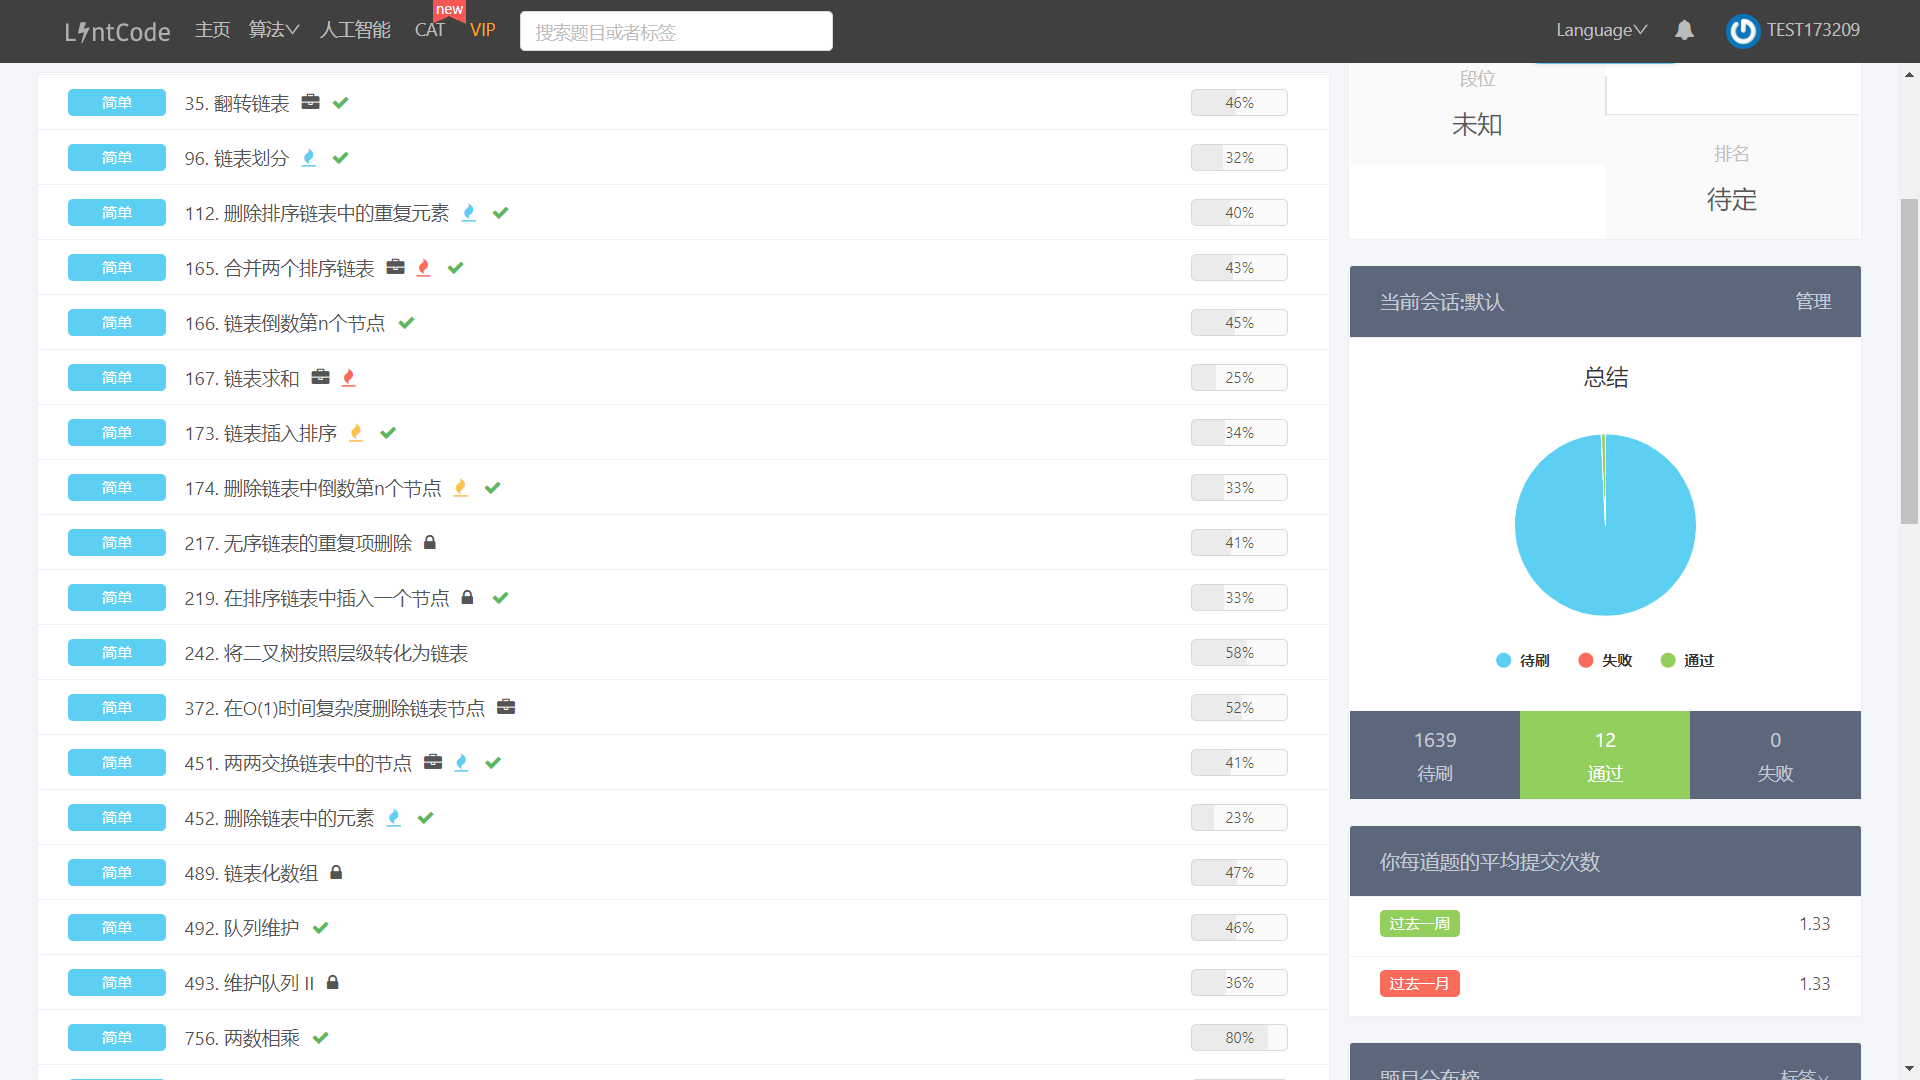 LintCode 主页 算法 人工智能 CAT new VIP 搜索题目或者标签 Language TEST173209
简单 35. 翻转链表 46%
简单 96. 链表划分 32%
简单 112. 删除排序链表中的重复元素 40%
简单 165. 合并两个排序链表 43%
简单 166. 链表倒数第n个节点 45%
简单 167. 链表求和 25%
简单 173. 链表插入排序 34%
简单 174. 删除链表中倒数第n个节点 33%
简单 217. 无序链表的重复项删除 41%
简单 219. 在排序链表中插入一个节点 33%
简单 242. 将二叉树按照层级转化为链表 58%
简单 372. 在O(1)时间复杂度删除链表节点 52%
简单 451. 两两交换链表中的节点 41%
简单 452. 删除链表中的元素 23%
简单 489. 链表化数组 47%
简单 492. 队列维护 46%
简单 493. 维护队列 II 36%
简单 756. 两数相乘 80%
段位
未知
排名
待定
当前会话:默认 管理
总结
待刷 失败 通过
1639 12 0
待刷 通过 失败
你每道题的平均提交次数
过去一周 1.33
过去一月 1.33
题目分布榜 标签